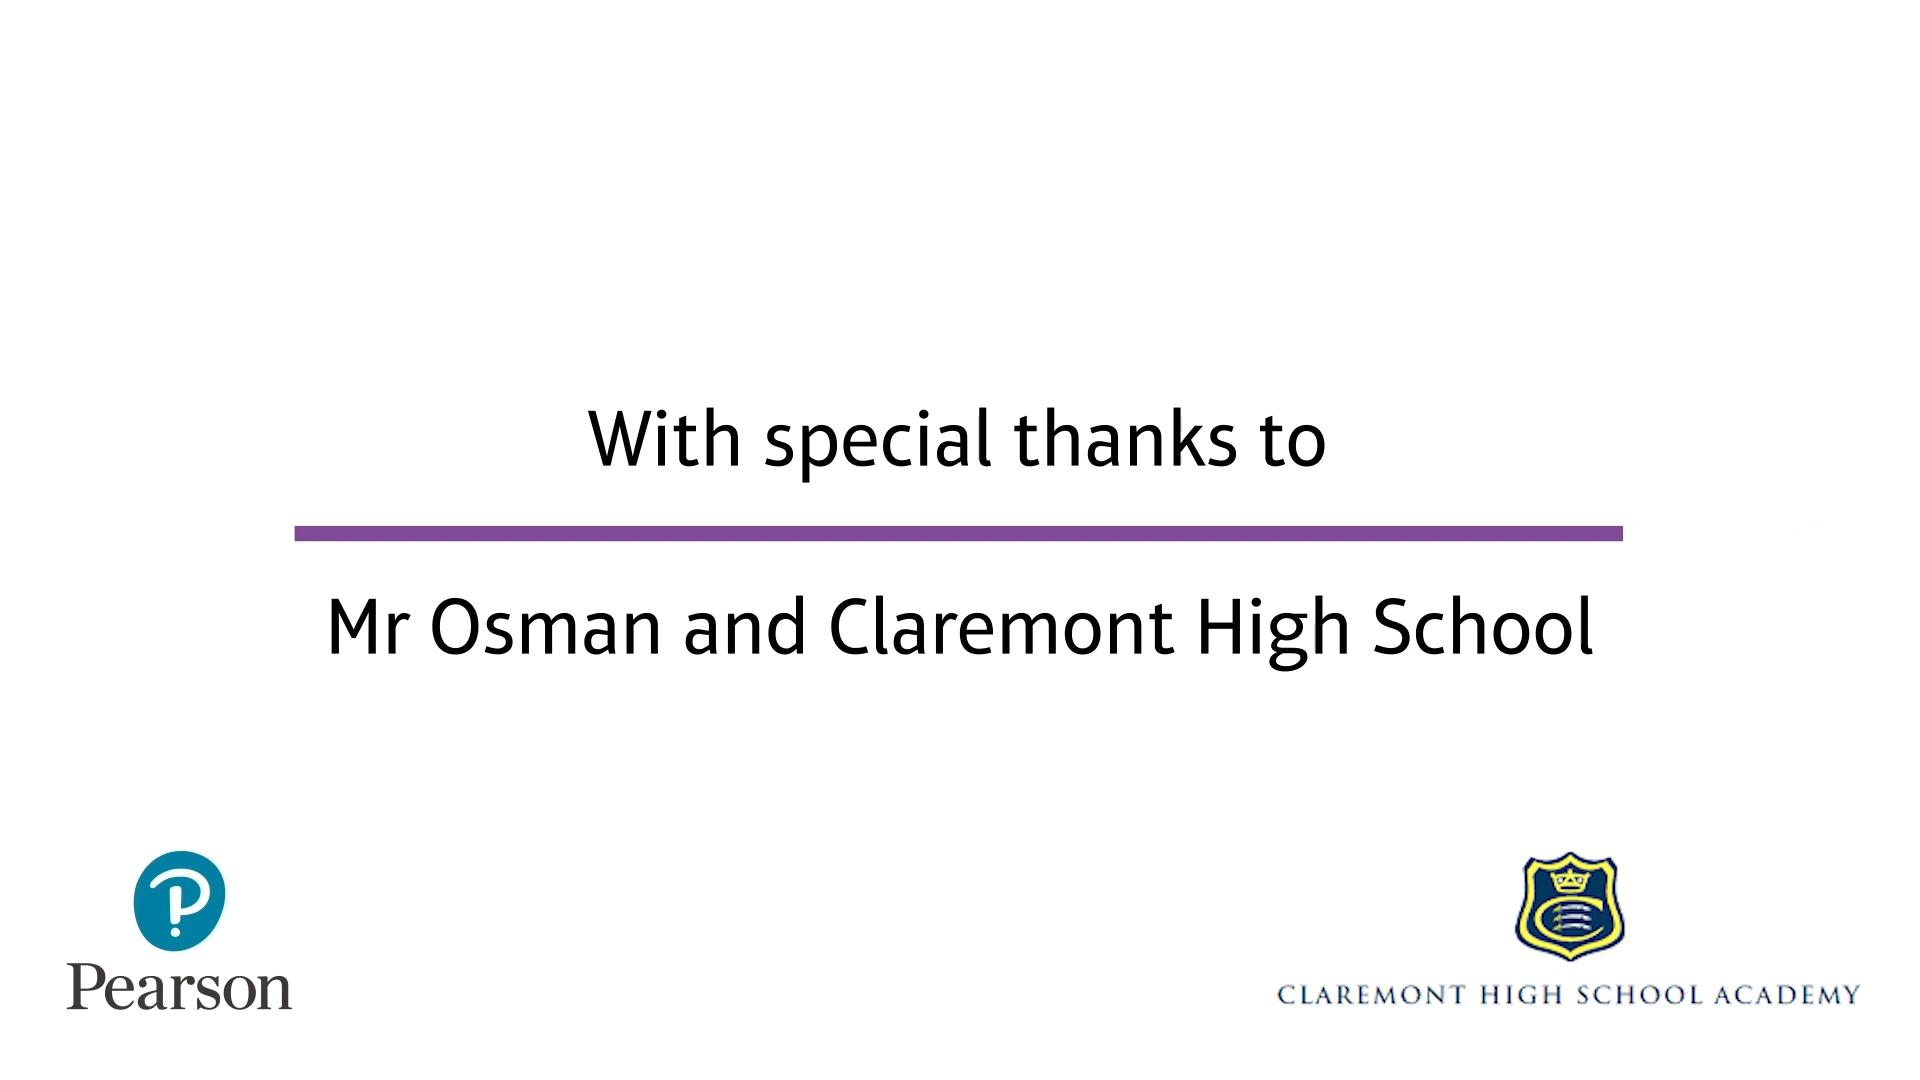 With special thanks to
Mr Osman and Claremont High School
Pearson
CLAREMONT HIGH SCHOOL ACADEMY